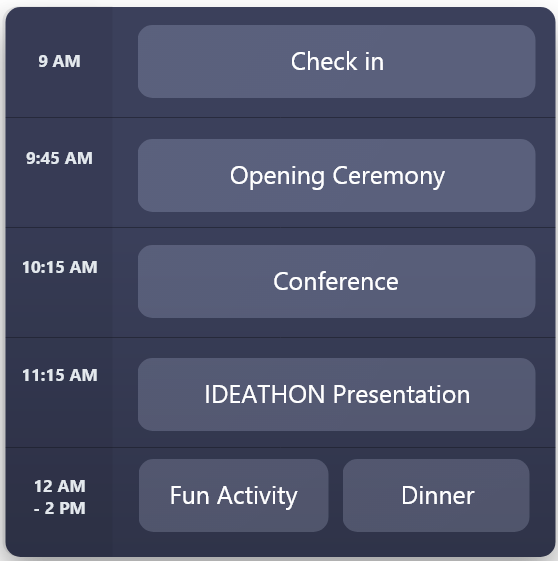 9 AM
Check in
9:45 AM
Opening Ceremony
10:15 AM
Conference
11:15 AM
IDEATHON Presentation
12 AM
- 2 PM
Fun Activity
Dinner